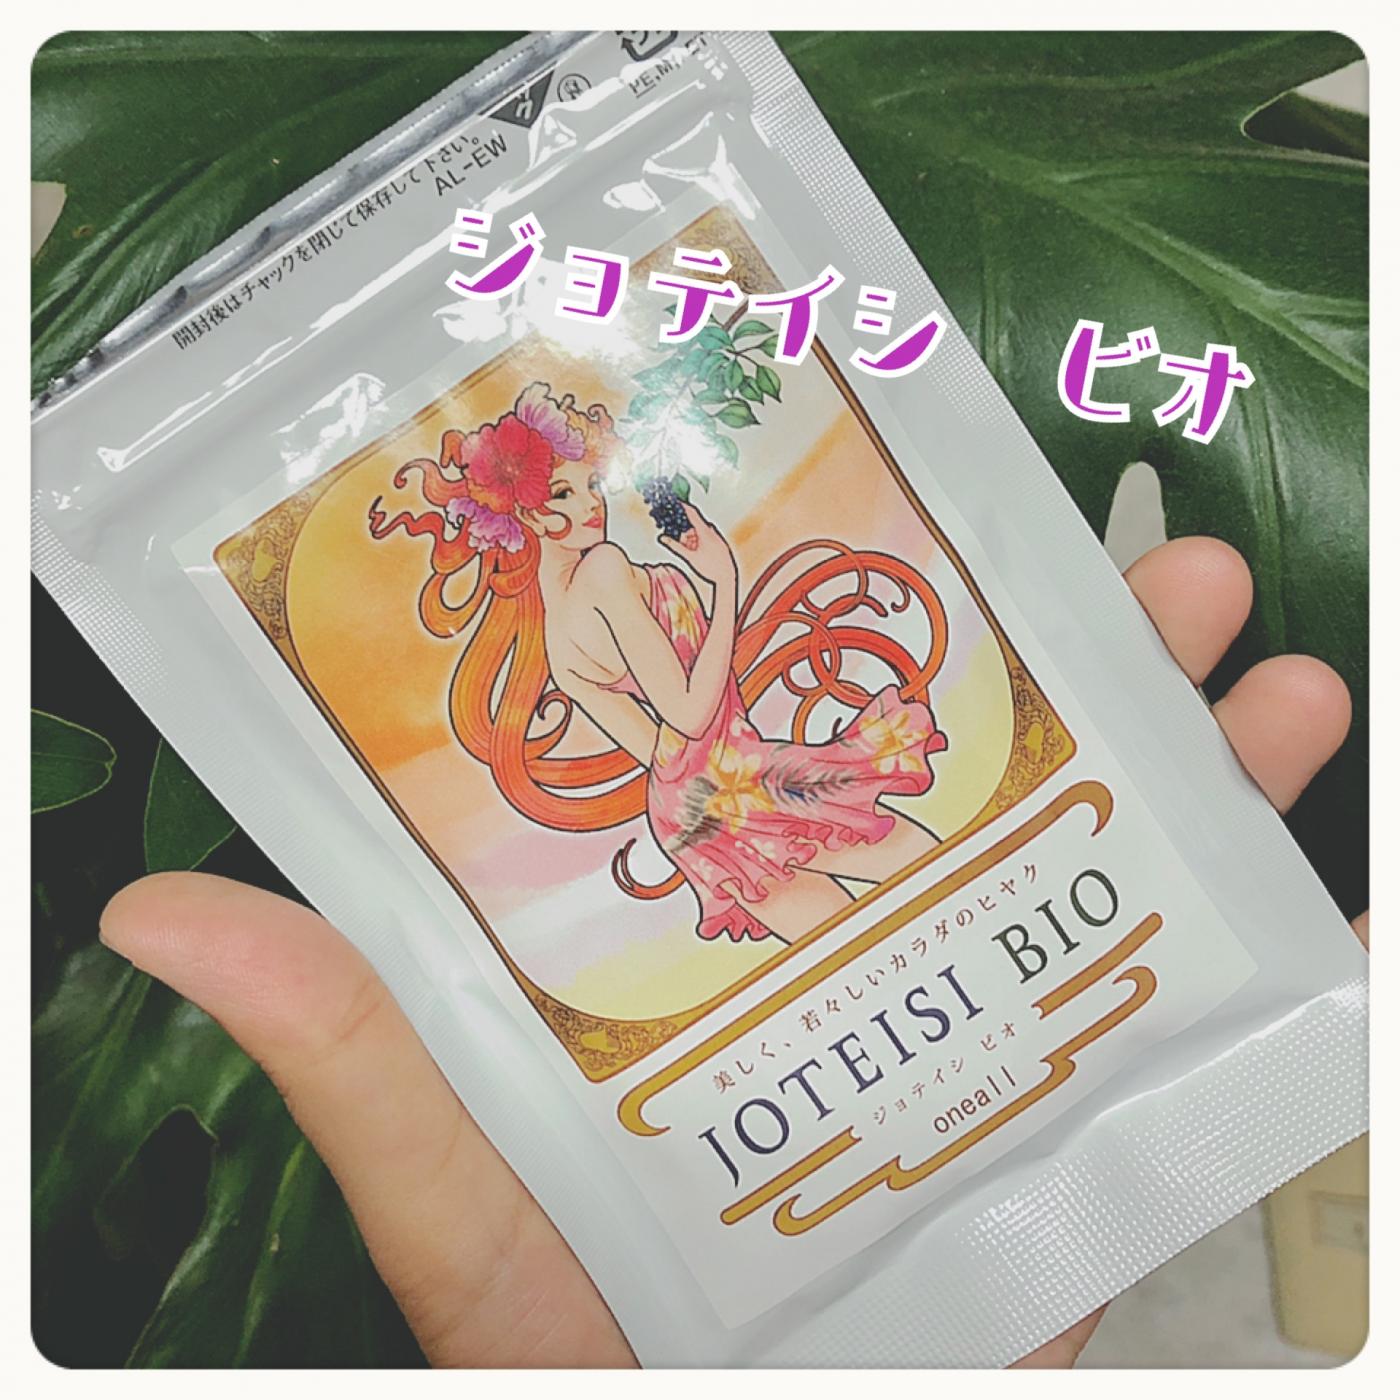 PE,M,
開封後はチャックを閉じて保存して下さい。
AL-EW
ジョテイシ ビオ
美しく、若々しいカラダのヒヤク
JOTEISI BIO
ジョテイシ ビオ
oneall